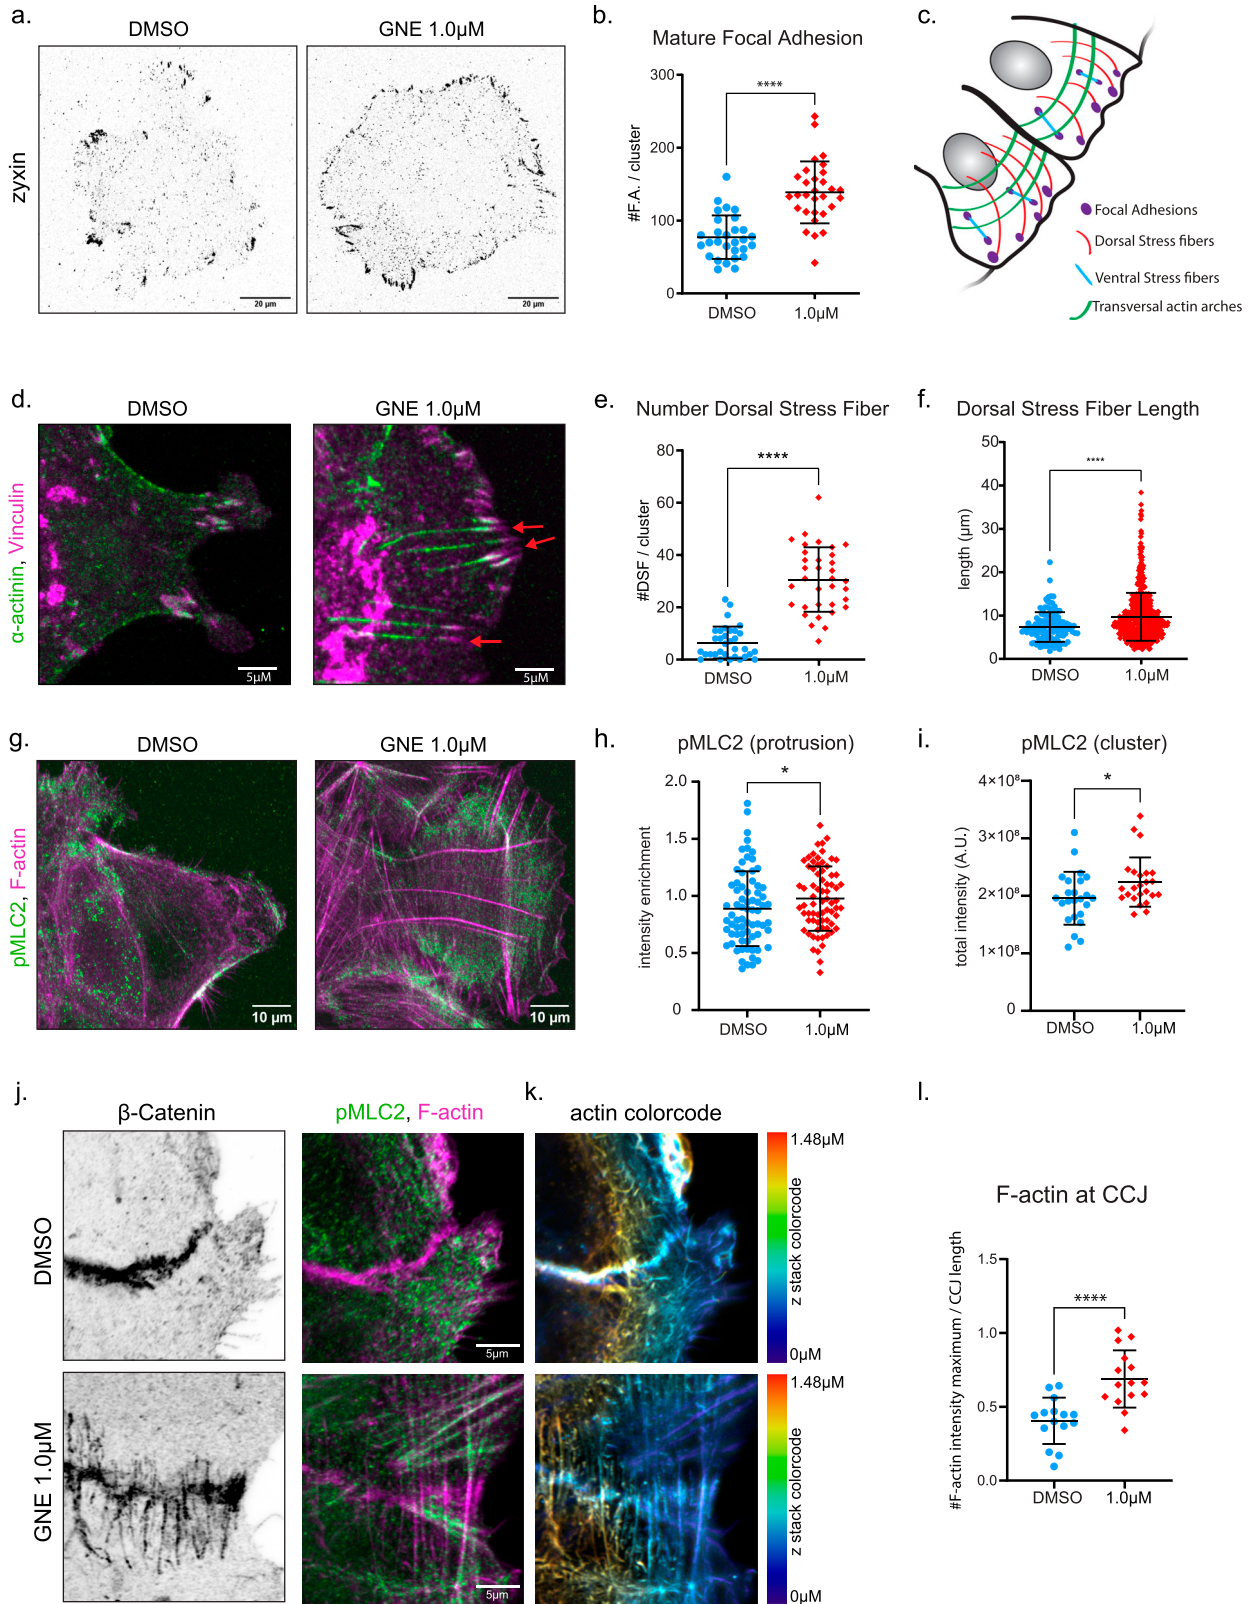 a.
DMSO
GNE 1.0µM
zyxin
20 µm
20 µm
b.
Mature Focal Adhesion
****
300
200
100
0
#F.A. / cluster
DMSO
1.0µM
c.
Focal Adhesions
Dorsal Stress fibers
Ventral Stress fibers
Transversal actin arches
d.
DMSO
GNE 1.0µM
α-actinin, Vinculin
5µM
5µM
e.
Number Dorsal Stress Fiber
****
80
60
40
20
0
#DSF / cluster
DMSO
1.0µM
f.
Dorsal Stress Fiber Length
****
50
40
30
20
10
0
length (µm)
DMSO
1.0µM
g.
DMSO
GNE 1.0µM
pMLC2, F-actin
10 µm
10 µm
h.
pMLC2 (protrusion)
*
2.0
1.5
1.0
0.5
0
intensity enrichment
DMSO
1.0µM
i.
pMLC2 (cluster)
*
4×10⁸
3×10⁸
2×10⁸
1×10⁸
0
total intensity (A.U.)
DMSO
1.0µM
j.
β-Catenin
pMLC2, F-actin
DMSO
5µm
GNE 1.0µM
5µm
k.
actin colorcode
1.48µM
z stack colorcode
0µM
1.48µM
z stack colorcode
0µM
l.
F-actin at CCJ
****
1.5
1.0
0.5
0.0
#F-actin intensity maximum / CCJ length
DMSO
1.0µM